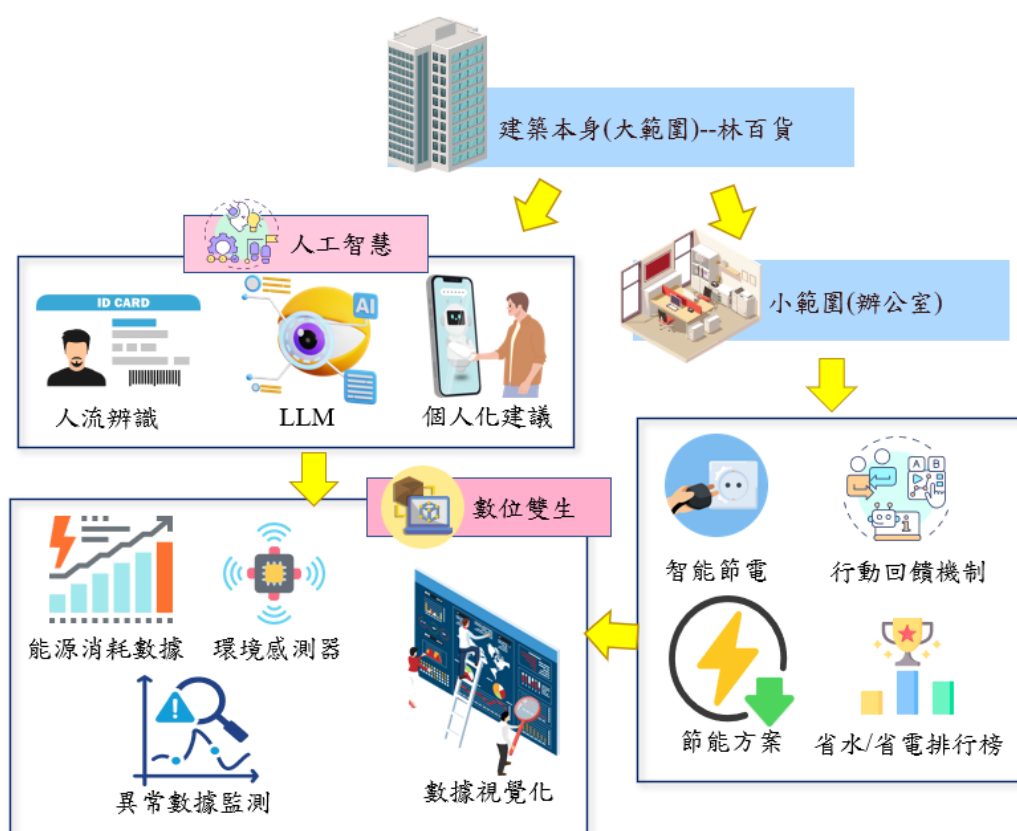 建築本身(大範圍)--林百貨
人工智慧
ID CARD
AI
人流辨識
LLM
個人化建議
小範圍(辦公室)
數位雙生
能源消耗數據
環境感測器
異常數據監測
數據視覺化
智能節電
A B
i
行動回饋機制
節能方案
省水/省電排行榜